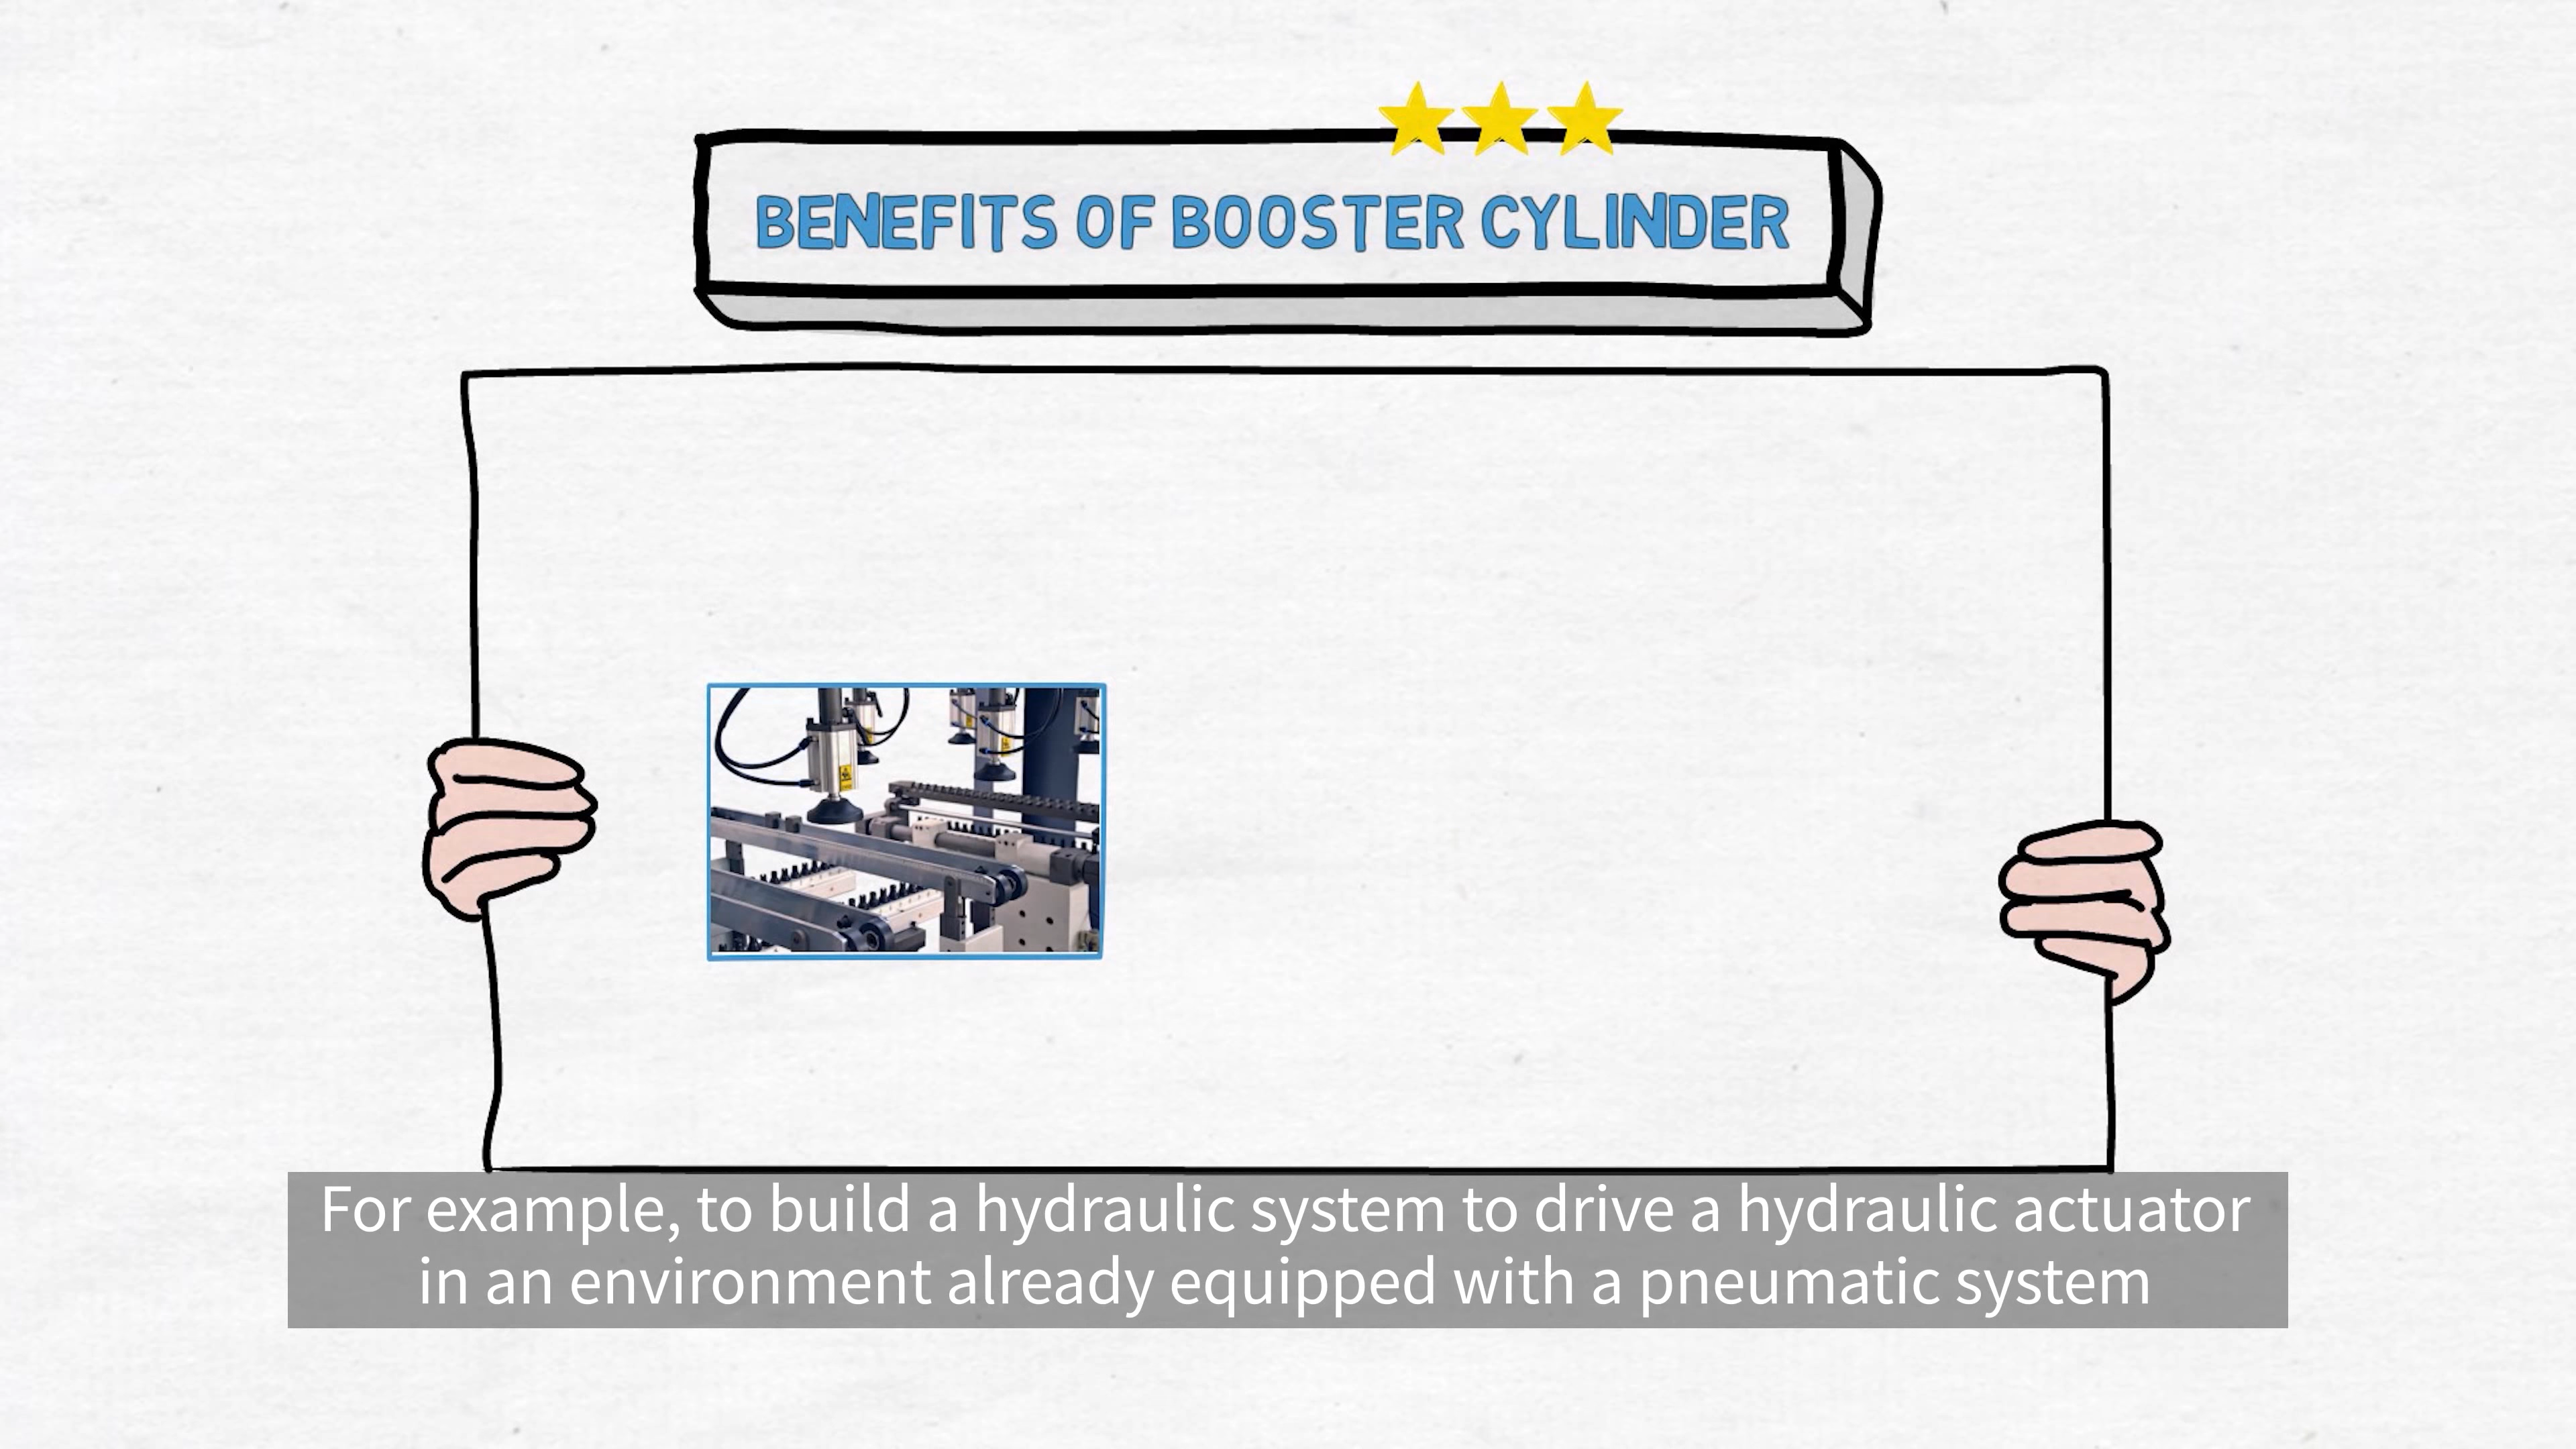 BENEFITS OF BOOSTER CYLINDER
For example, to build a hydraulic system to drive a hydraulic actuator
in an environment already equipped with a pneumatic system